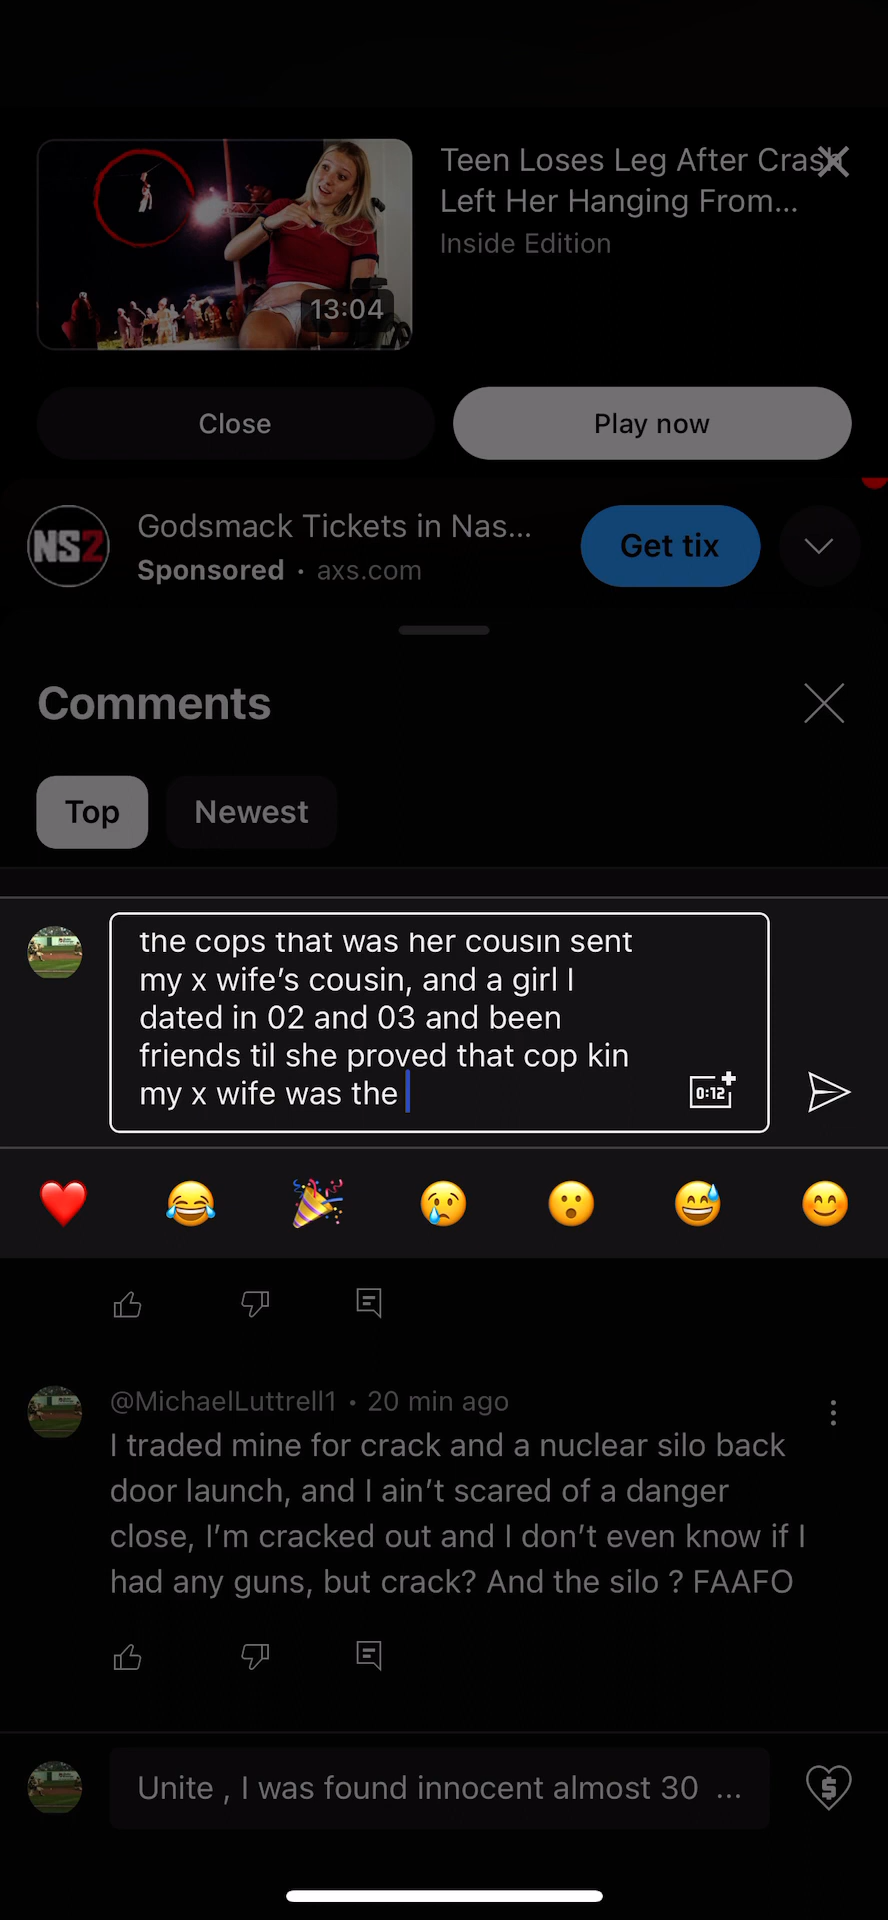 Teen Loses Leg After Crash
Left Her Hanging From...
Inside Edition
13:04
Close
Play now
NS2
Godsmack Tickets in Nas...
Sponsored • axs.com
Get tix
Comments
Top
Newest
the cops that was her cousin sent
my x wife’s cousin, and a girl I
dated in 02 and 03 and been
friends til she proved that cop kin
my x wife was the
0:12
@MichaelLuttrell1 • 20 min ago
I traded mine for crack and a nuclear silo back
door launch, and I ain’t scared of a danger
close, I’m cracked out and I don’t even know if I
had any guns, but crack? And the silo ? FAAFO
Unite , I was found innocent almost 30 ...